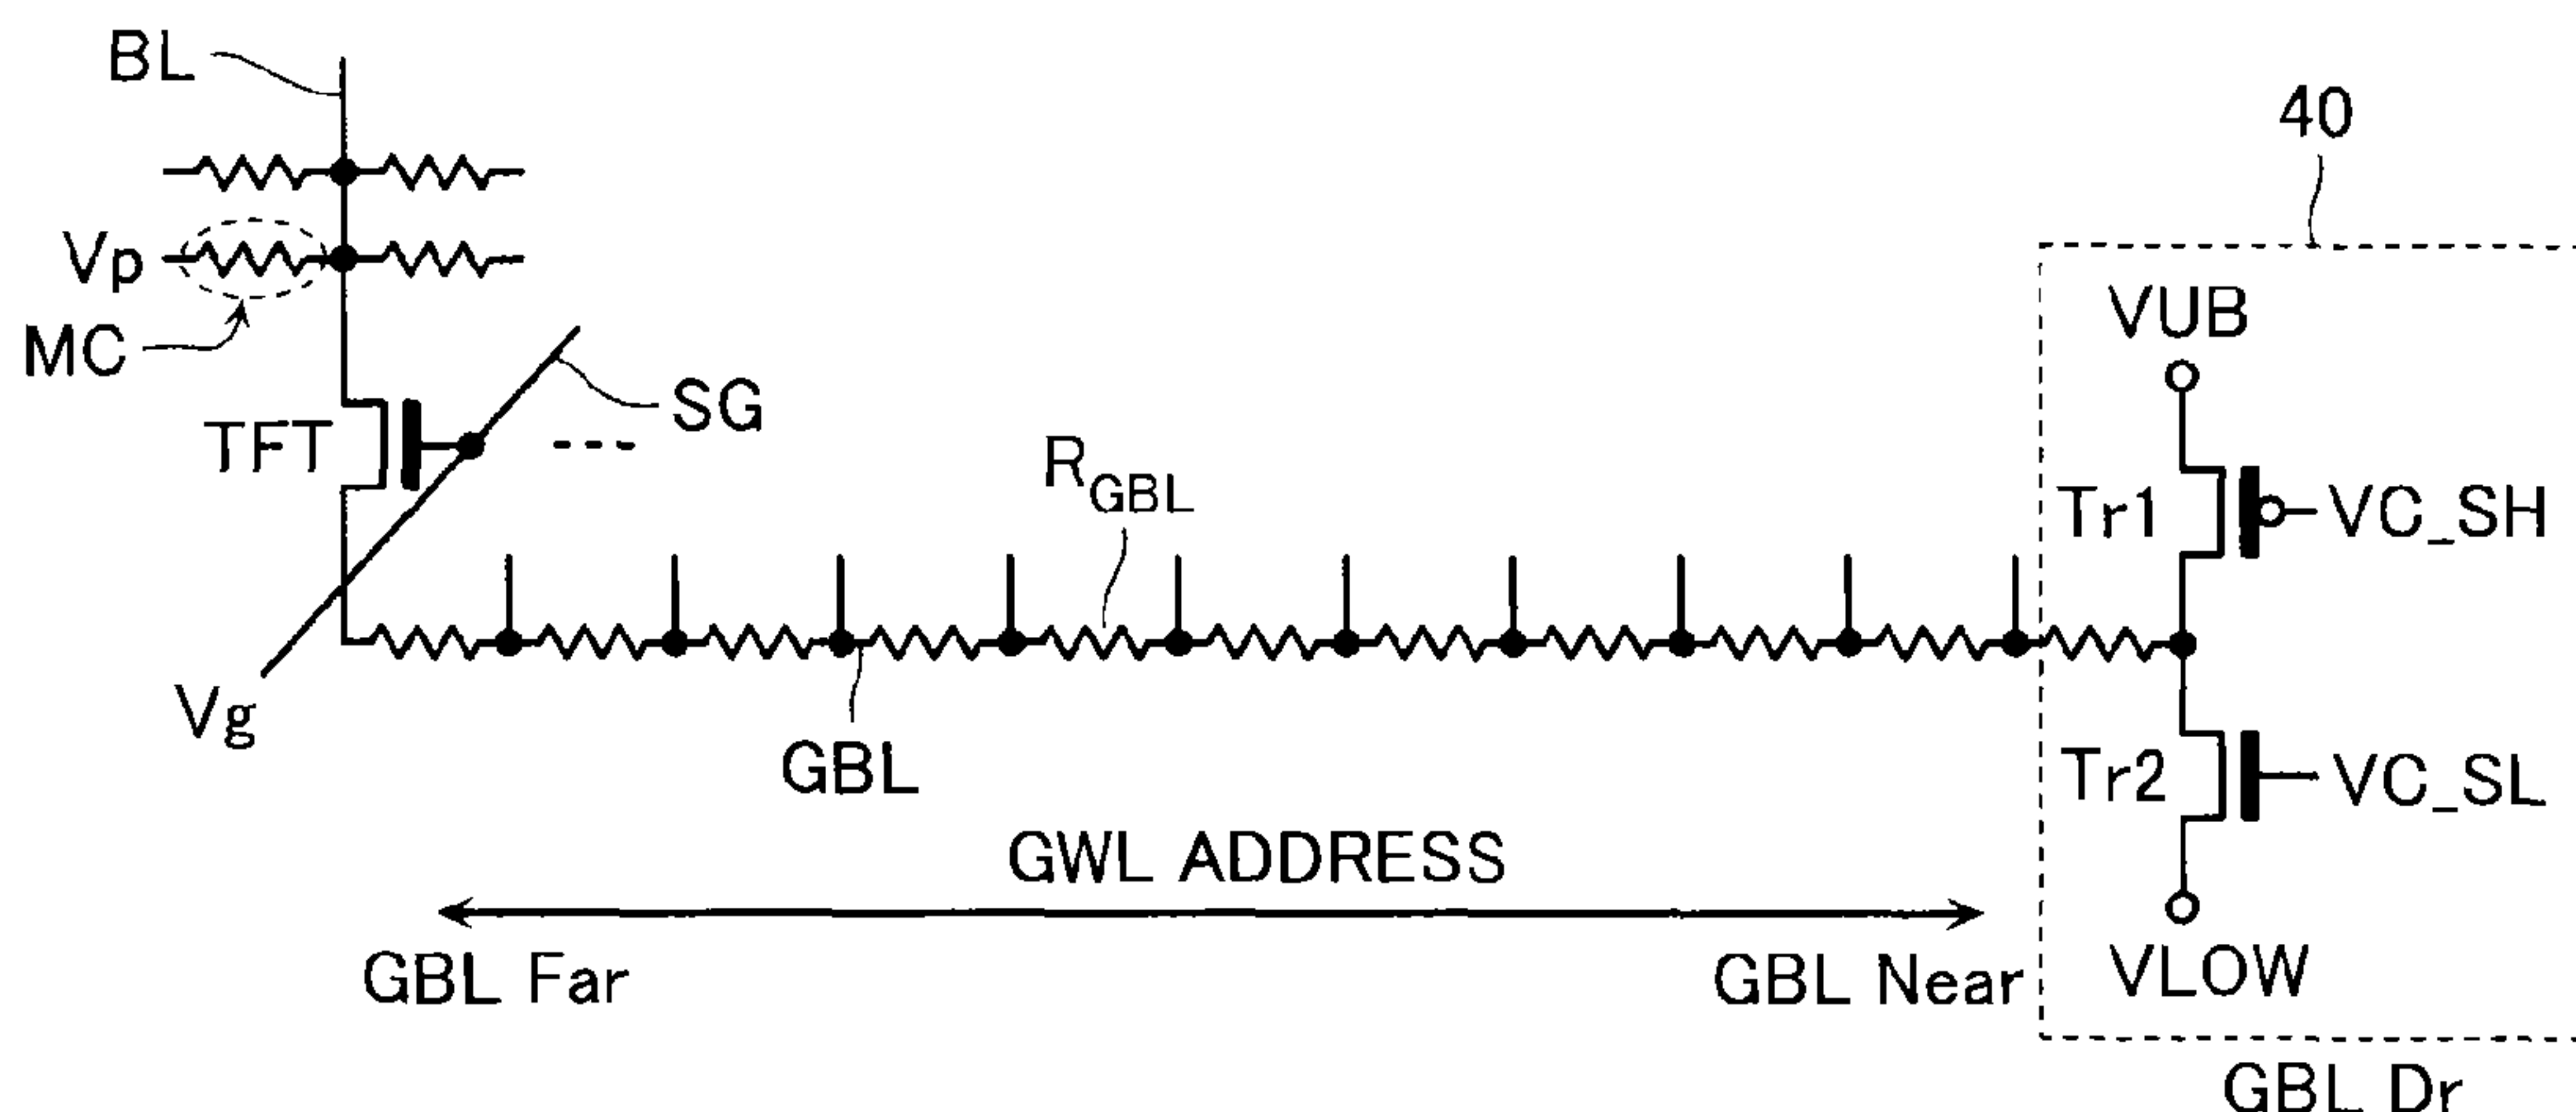 BL
40
Vp
MC
VUB
SG
TFT
RGBL
Tr1
VC_SH
Vg
GBL
Tr2
VC_SL
GWL ADDRESS
GBL Far
GBL Near
VLOW
GBL Dr